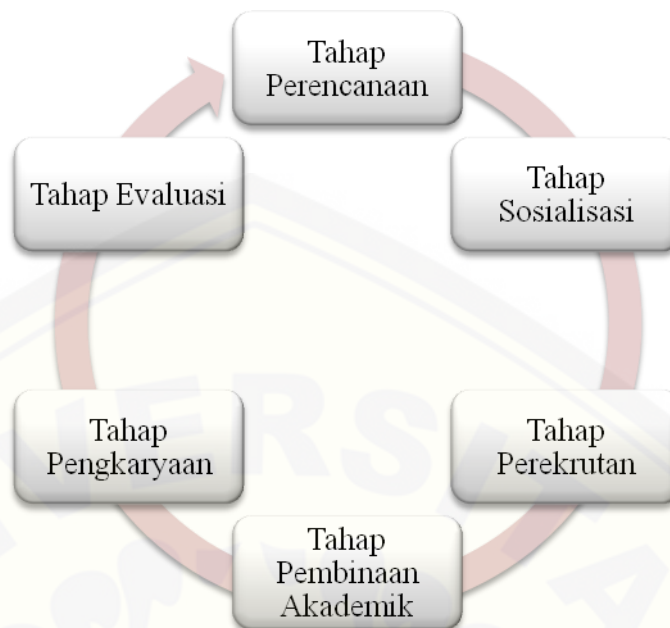 Tahap
Perencanaan
Tahap
Sosialisasi
Tahap
Perekrutan
Tahap
Pembinaan
Akademik
Tahap
Pengkaryaan
Tahap Evaluasi